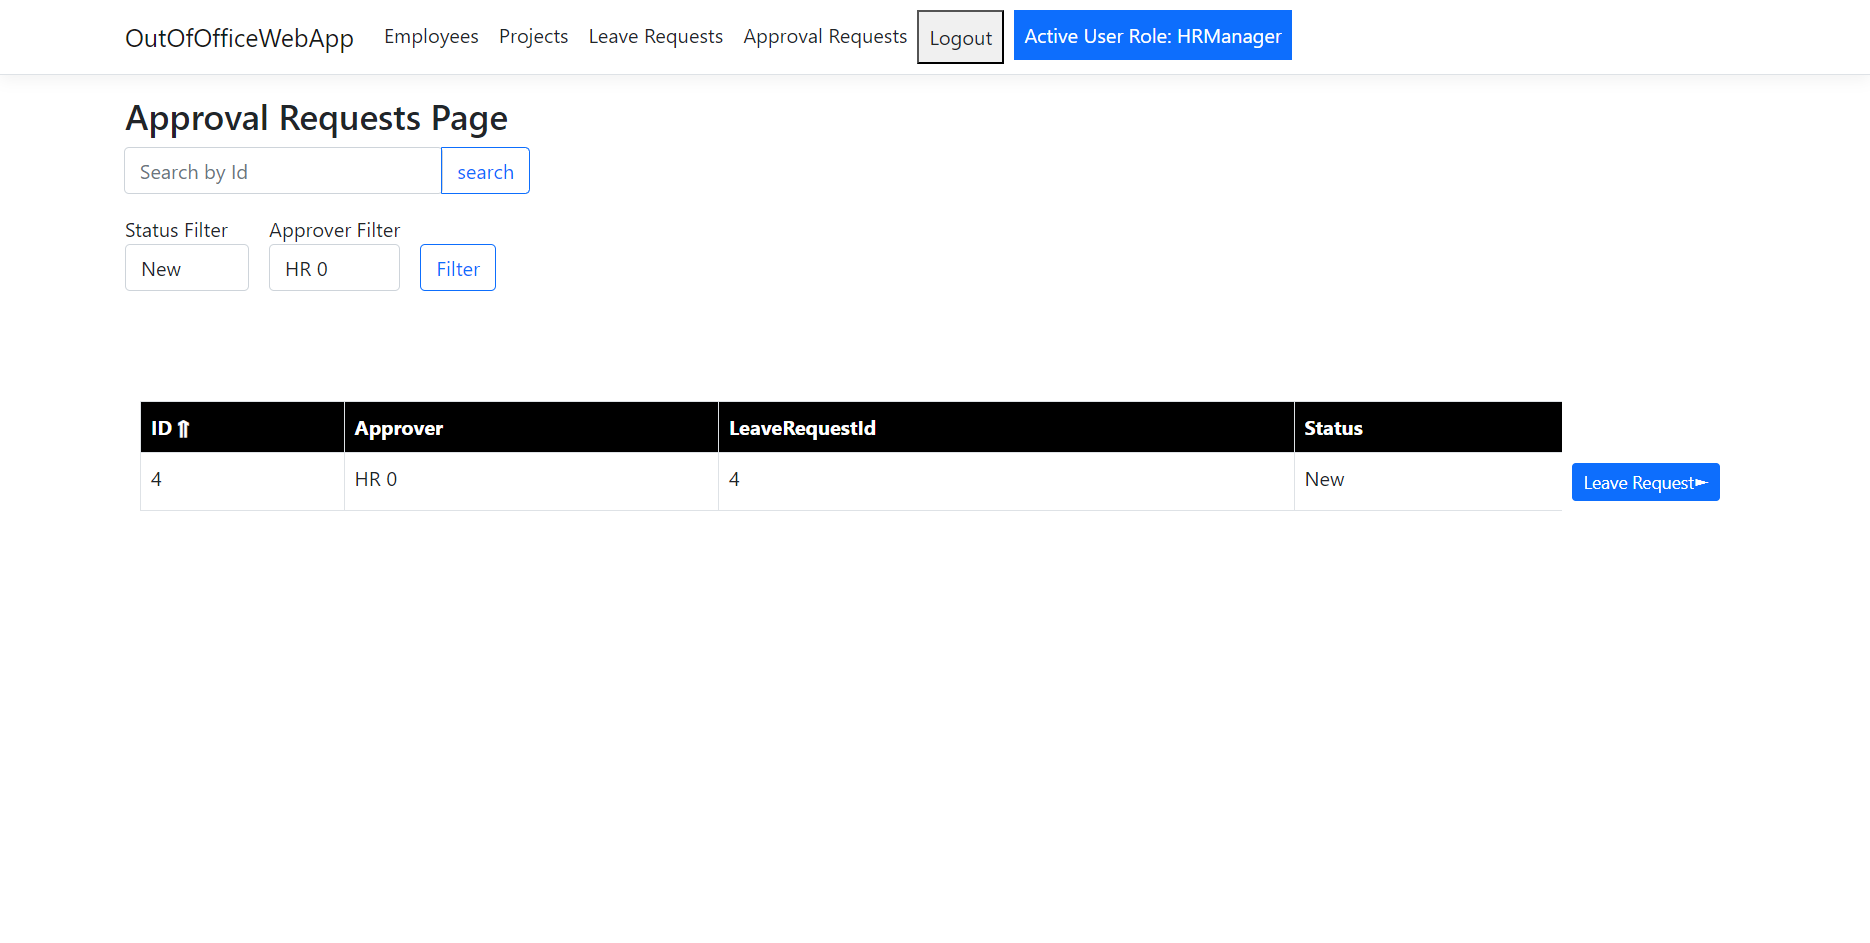 OutOfOfficeWebApp Employees Projects Leave Requests Approval Requests Logout Active User Role: HRManager
Approval Requests Page
Search by Id search
Status Filter Approver Filter
New HR 0 Filter
ID⇑ Approver LeaveRequestId Status
4 HR 0 4 New Leave Request►